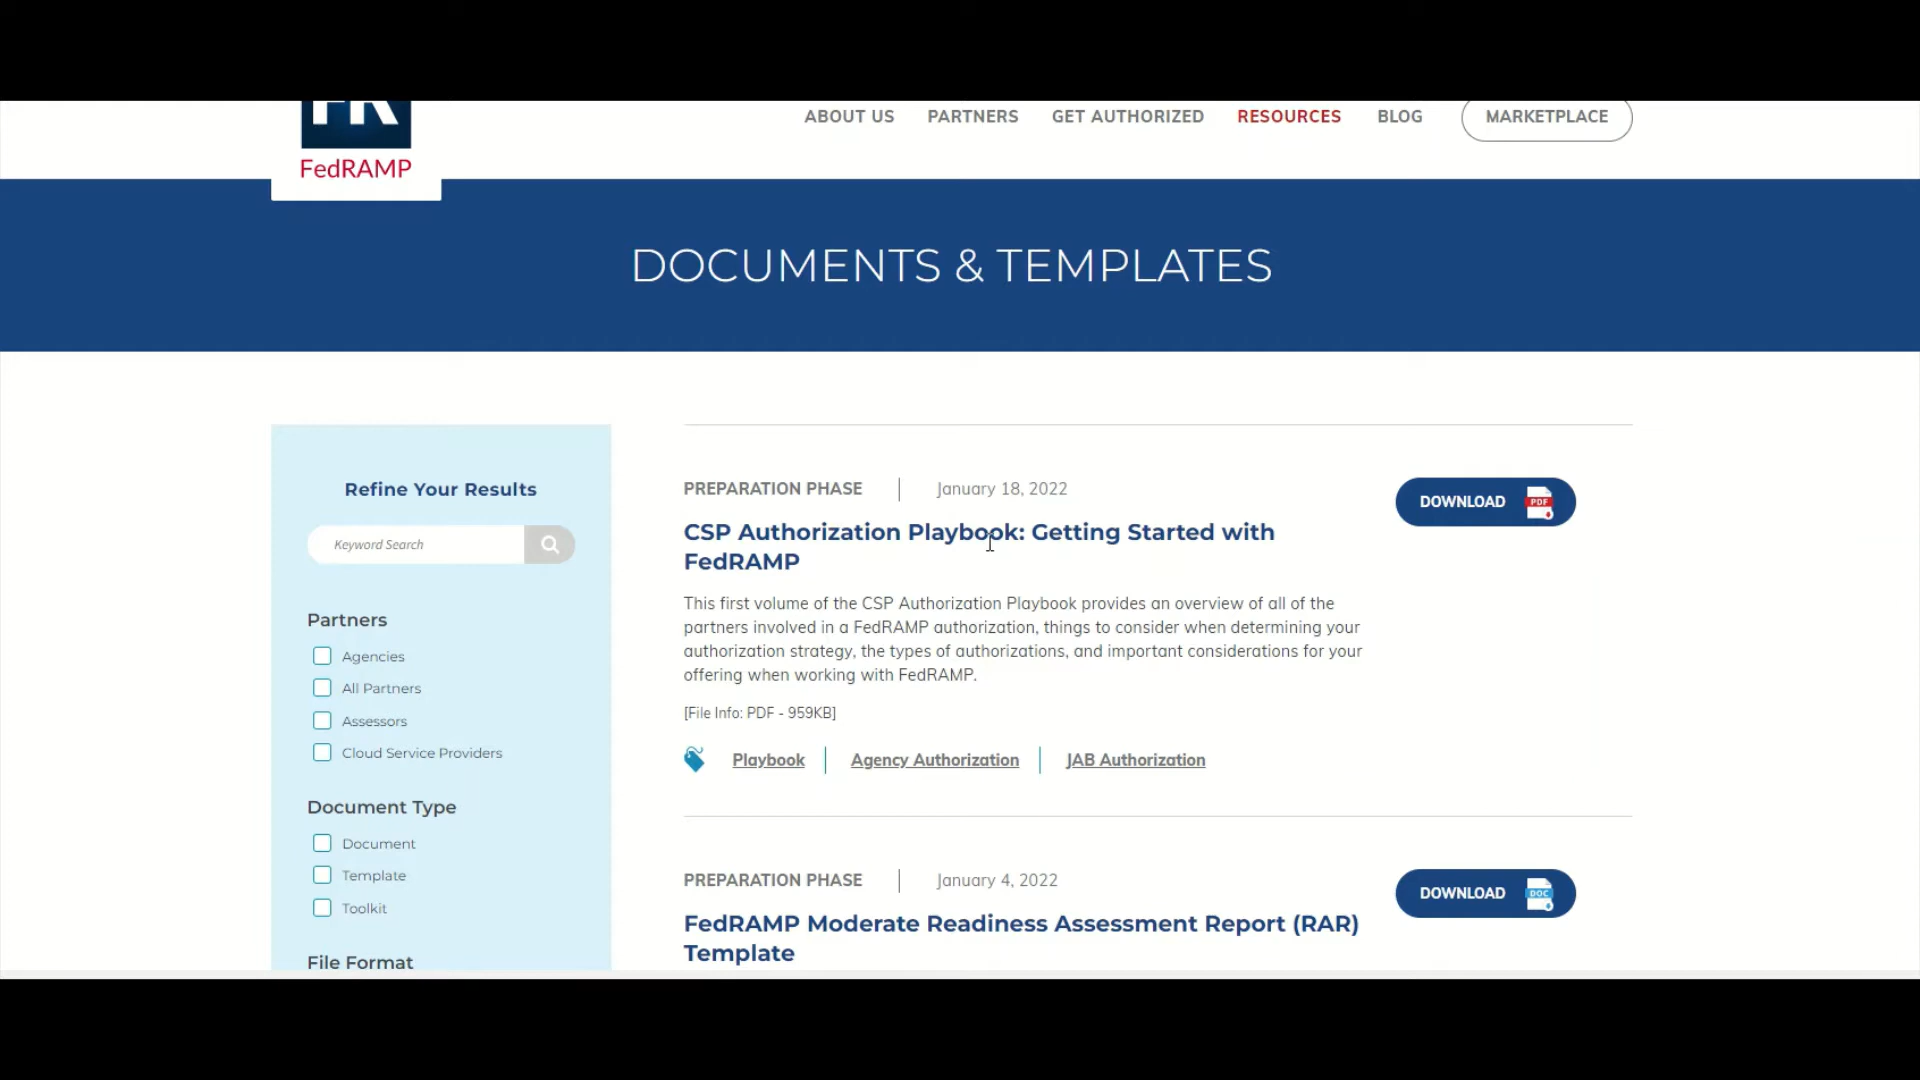 FR
FedRAMP
ABOUT US PARTNERS GET AUTHORIZED RESOURCES BLOG MARKETPLACE
DOCUMENTS & TEMPLATES
Refine Your Results
Keyword Search
Partners
Agencies
All Partners
Assessors
Cloud Service Providers
Document Type
Document
Template
Toolkit
File Format
PREPARATION PHASE January 18, 2022
CSP Authorization Playbook: Getting Started with
FedRAMP
This first volume of the CSP Authorization Playbook provides an overview of all of the
partners involved in a FedRAMP authorization, things to consider when determining your
authorization strategy, the types of authorizations, and important considerations for your
offering when working with FedRAMP.
[File Info: PDF - 959KB]
Playbook Agency Authorization JAB Authorization
DOWNLOAD PDF
PREPARATION PHASE January 4, 2022
FedRAMP Moderate Readiness Assessment Report (RAR)
Template
DOWNLOAD DOC